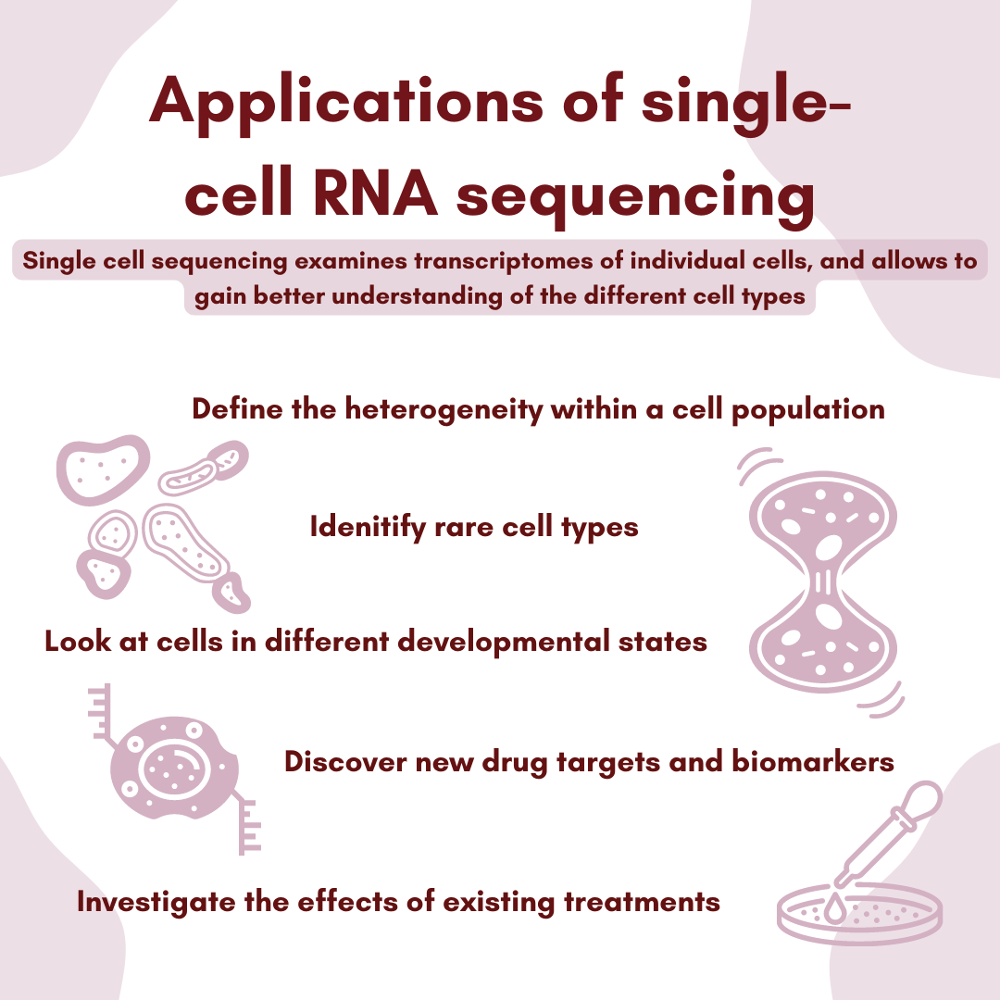 Applications of single-
cell RNA sequencing
Single cell sequencing examines transcriptomes of individual cells, and allows to
gain better understanding of the different cell types
Define the heterogeneity within a cell population
Idenitify rare cell types
Look at cells in different developmental states
Discover new drug targets and biomarkers
Investigate the effects of existing treatments